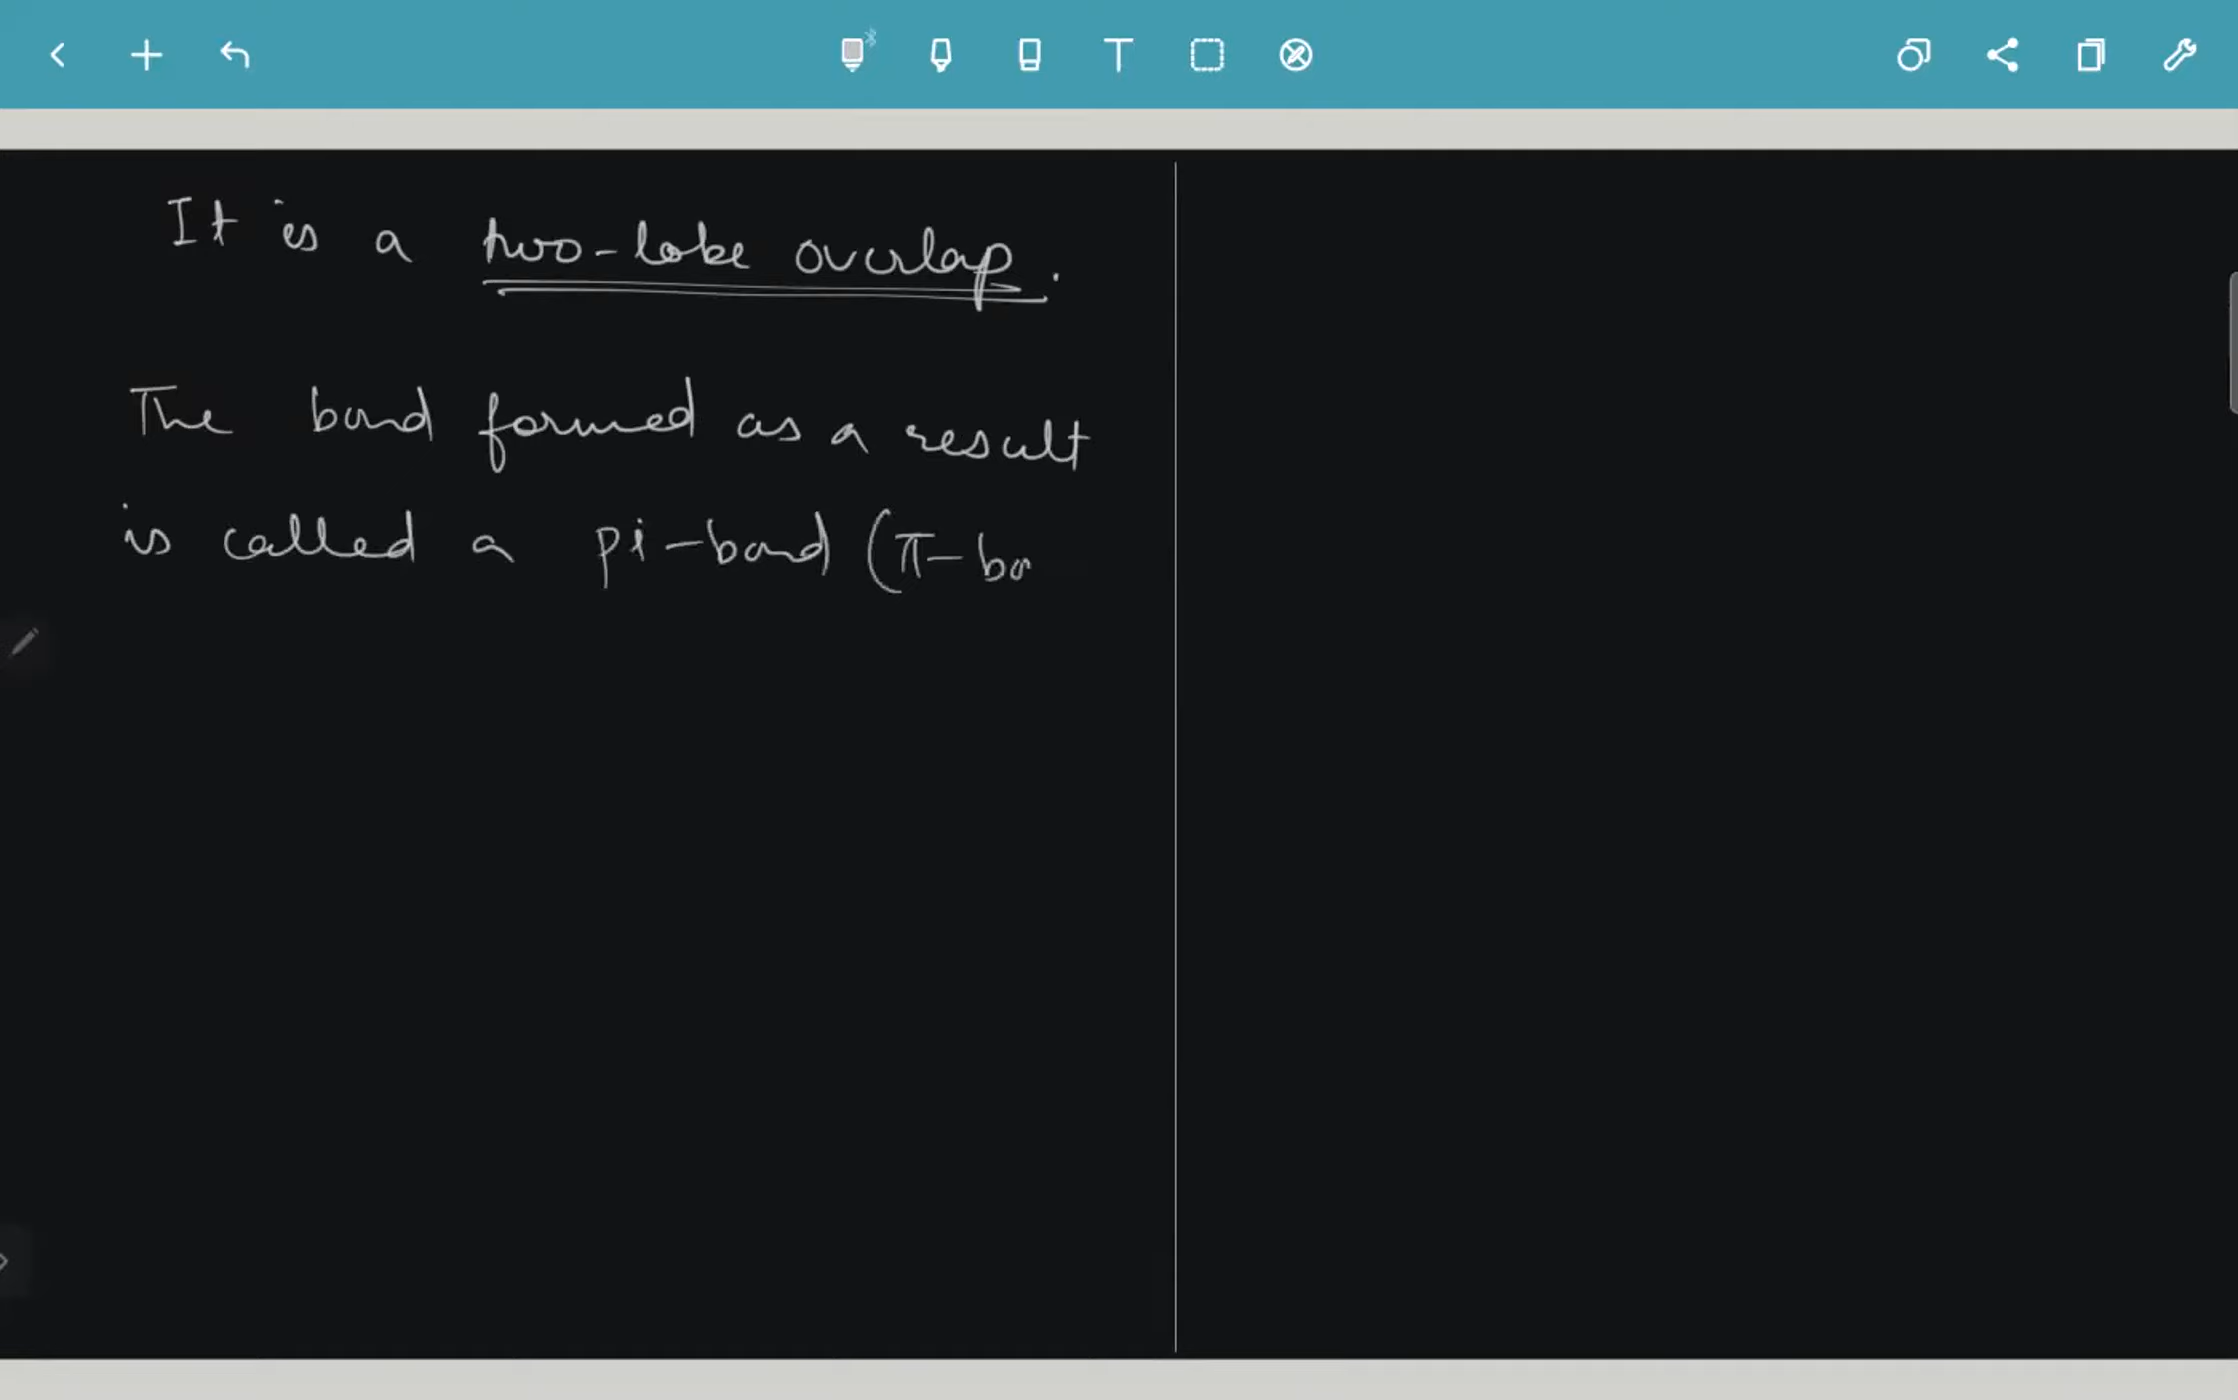 It is a two-lobe overlap.
The bond formed as a result
is called a pi-bond (π-bo